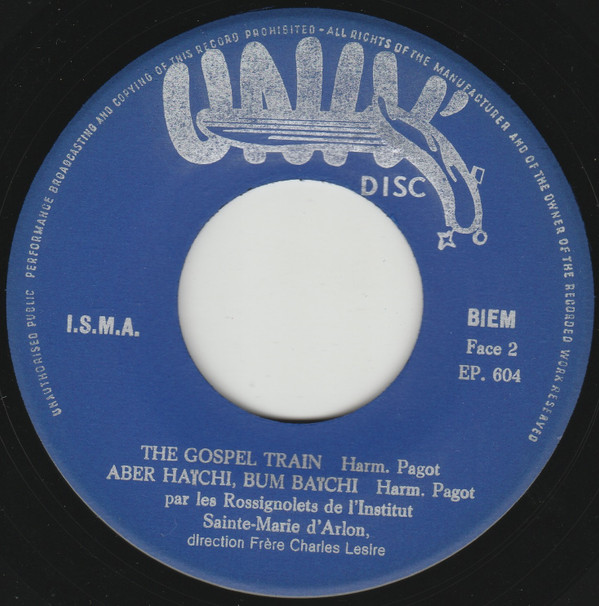 UNAUTHORISED PUBLIC PERFORMANCE BROADCASTING AND COPYING OF THIS RECORD PROHIBITED - ALL RIGHTS OF THE MANUFACTURER AND OF THE OWNER OF THE RECORDED WORK RESERVED
DISC
I.S.M.A.
BIEM
Face 2
EP. 604
THE GOSPEL TRAIN Harm. Pagot
ABER HAÏCHI, BUM BAÏCHI Harm. Pagot
par les Rossignolets de l'Institut
Sainte-Marie d'Arlon,
direction Frère Charles Lesire